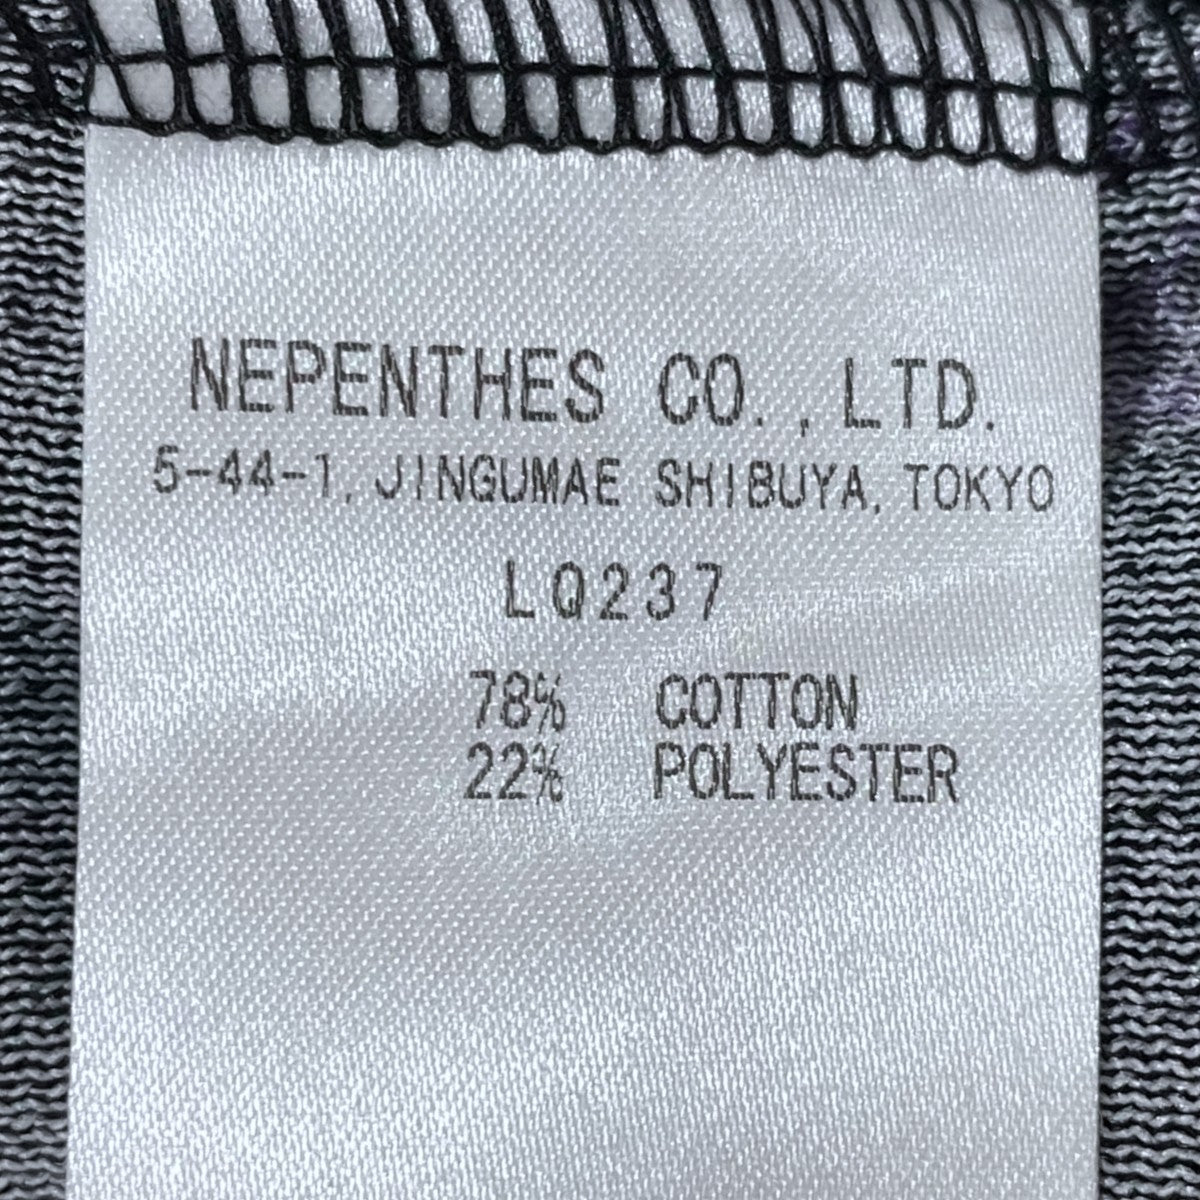 NEPENTHES CO.,LTD.
5-44-1, JINGUMAE SHIBUYA, TOKYO
LQ237
78% COTTON
22% POLYESTER